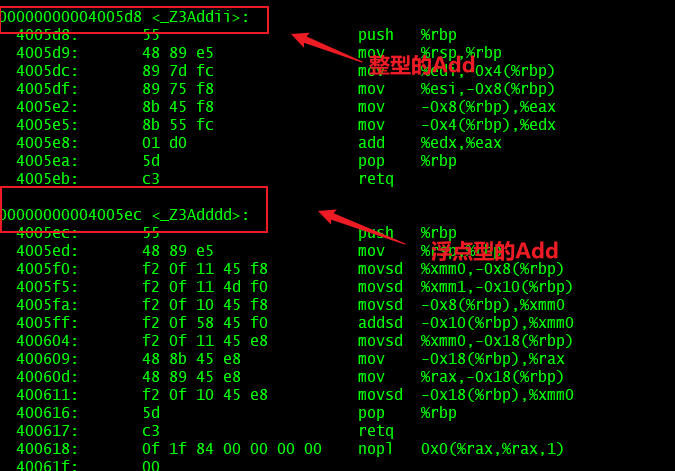 00000000004005d8 <_Z3Addii>:
4005d8: 55 push %rbp
4005d9: 48 89 e5 mov %rsp,%rbp
整型的Add
4005dc: 89 7d fc mov %edi,-0x4(%rbp)
4005df: 89 75 f8 mov %esi,-0x8(%rbp)
4005e2: 8b 45 f8 mov -0x8(%rbp),%eax
4005e5: 8b 55 fc mov -0x4(%rbp),%edx
4005e8: 01 d0 add %edx,%eax
4005ea: 5d pop %rbp
4005eb: c3 retq
00000000004005ec <_Z3Adddd>:
4005ec: 55 push %rbp
4005ed: 48 89 e5 mov %rsp,%rbp
浮点型的Add
4005f0: f2 0f 11 45 f8 movsd %xmm0,-0x8(%rbp)
4005f5: f2 0f 11 4d f0 movsd %xmm1,-0x10(%rbp)
4005fa: f2 0f 10 45 f8 movsd -0x8(%rbp),%xmm0
4005ff: f2 0f 58 45 f0 addsd -0x10(%rbp),%xmm0
400604: f2 0f 11 45 e8 movsd %xmm0,-0x18(%rbp)
400609: 48 8b 45 e8 mov -0x18(%rbp),%rax
40060d: 48 89 45 e8 mov %rax,-0x18(%rbp)
400611: f2 0f 10 45 e8 movsd -0x18(%rbp),%xmm0
400616: 5d pop %rbp
400617: c3 retq
400618: 0f 1f 84 00 00 00 00 nopl 0x0(%rax,%rax,1)
40061f: 00